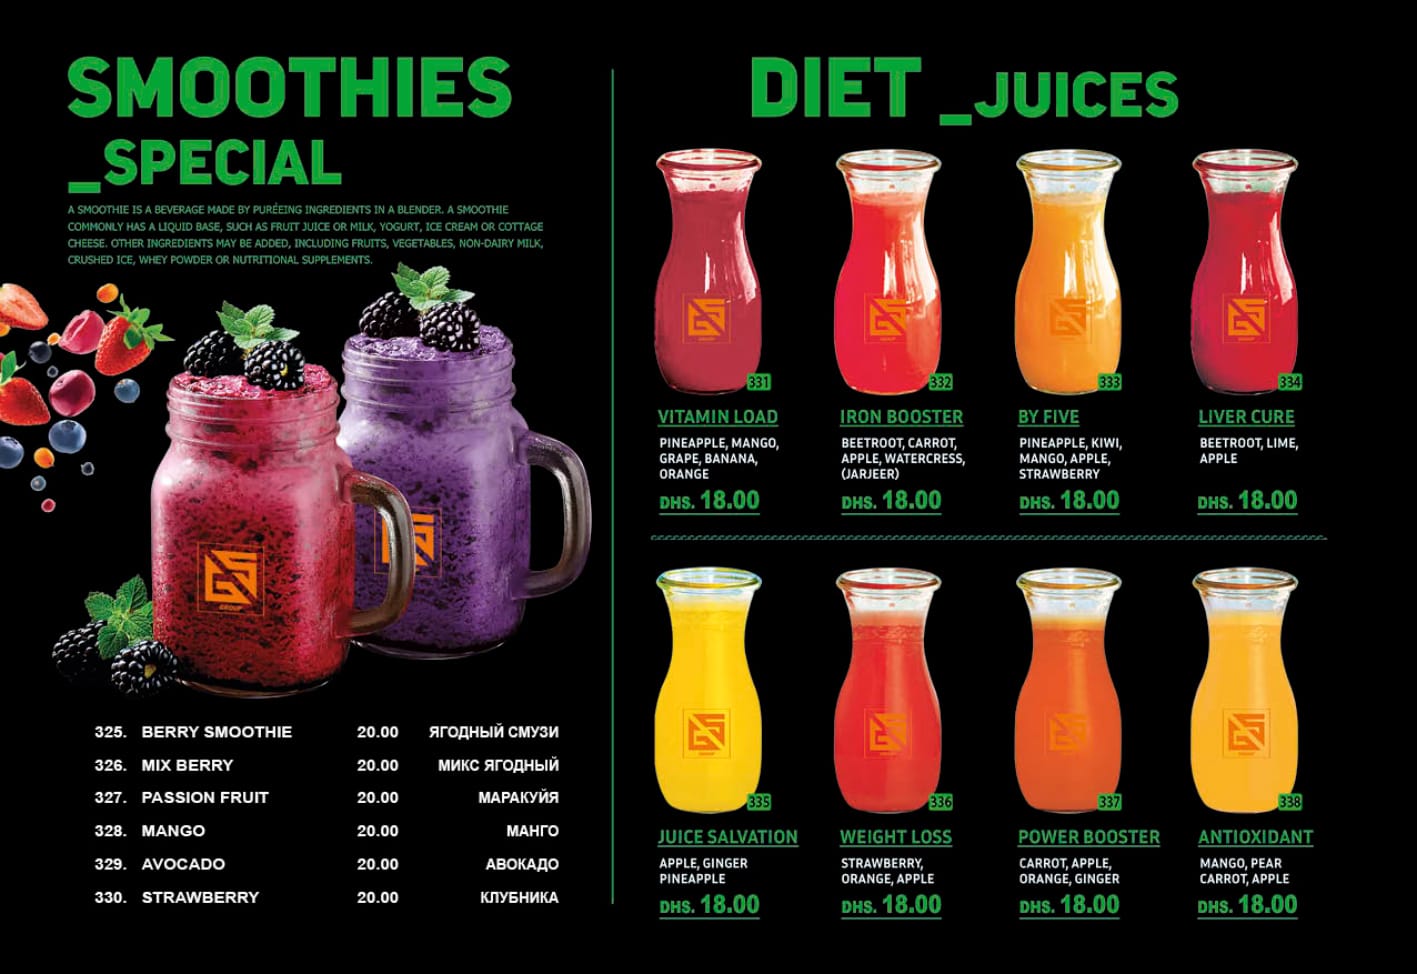 SMOOTHIES
_SPECIAL
A SMOOTHIE IS A BEVERAGE MADE BY PURÉEING INGREDIENTS IN A BLENDER. A SMOOTHIE
COMMONLY HAS A LIQUID BASE, SUCH AS FRUIT JUICE OR MILK, YOGURT, ICE CREAM OR COTTAGE
CHEESE. OTHER INGREDIENTS MAY BE ADDED, INCLUDING FRUITS, VEGETABLES, NON-DAIRY MILK,
CRUSHED ICE, WHEY POWDER OR NUTRITIONAL SUPPLEMENTS.
GROUP
325. BERRY SMOOTHIE 20.00 ЯГОДНЫЙ СМУЗИ
326. MIX BERRY 20.00 МИКС ЯГОДНЫЙ
327. PASSION FRUIT 20.00 МАРАКУЙЯ
328. MANGO 20.00 МАНГО
329. AVOCADO 20.00 АВОКАДО
330. STRAWBERRY 20.00 КЛУБНИКА
DIET _JUICES
331
VITAMIN LOAD
PINEAPPLE, MANGO,
GRAPE, BANANA,
ORANGE
DHS. 18.00
332
IRON BOOSTER
BEETROOT, CARROT,
APPLE, WATERCRESS,
(JARJEER)
DHS. 18.00
333
BY FIVE
PINEAPPLE, KIWI,
MANGO, APPLE,
STRAWBERRY
DHS. 18.00
334
LIVER CURE
BEETROOT, LIME,
APPLE
DHS. 18.00
335
JUICE SALVATION
APPLE, GINGER
PINEAPPLE
DHS. 18.00
336
WEIGHT LOSS
STRAWBERRY,
ORANGE, APPLE
DHS. 18.00
337
POWER BOOSTER
CARROT, APPLE,
ORANGE, GINGER
DHS. 18.00
338
ANTIOXIDANT
MANGO, PEAR
CARROT, APPLE
DHS. 18.00